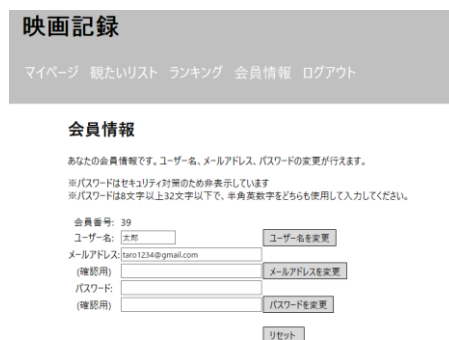 映画記録
マイページ 観たいリスト ランキング 会員情報 ログアウト
会員情報
あなたの会員情報です。ユーザー名、メールアドレス、パスワードの変更が行えます。
※パスワードはセキュリティ対策のため非表示しています
※パスワードは8文字以上32文字以下で、半角英数字をどちらも使用して入力してください。
会員番号: 39
ユーザー名: 太郎 ユーザー名を変更
メールアドレス: taro1234@gmail.com
(確認用) メールアドレスを変更
パスワード:
(確認用) パスワードを変更
リセット